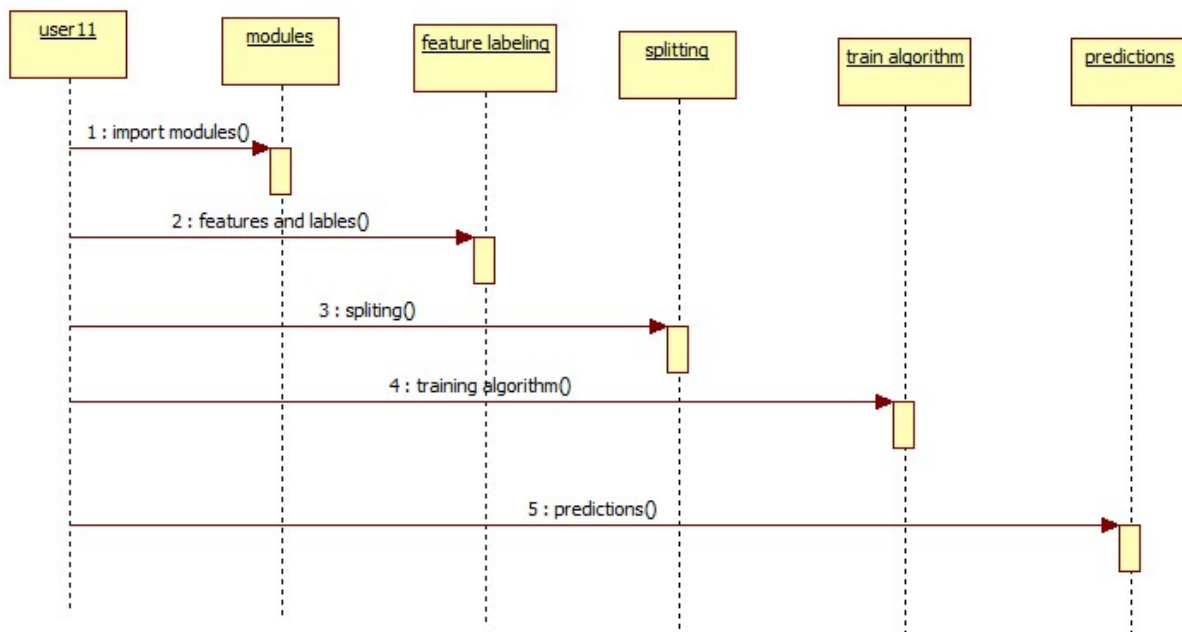 user11
modules
feature labeling
splitting
train algorithm
predictions
1 : import modules()
2 : features and lables()
3 : spliting()
4 : training algorithm()
5 : predictions()